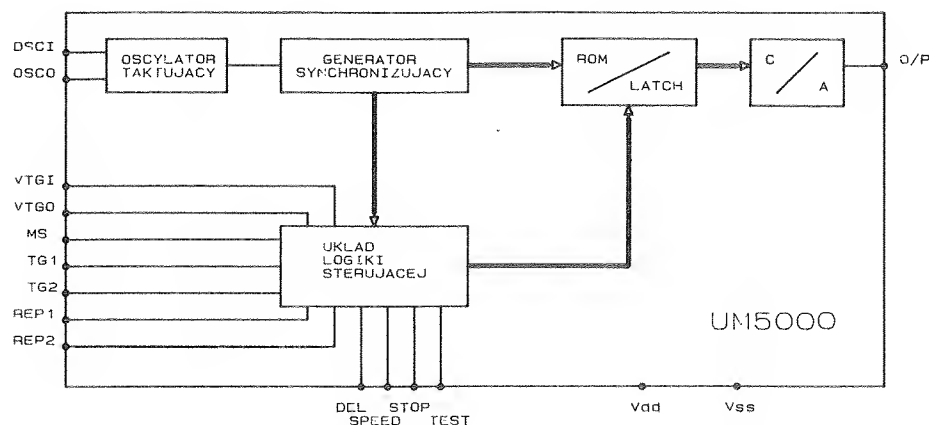 OSCI
OSCO
OSCYLATOR
TAKTUJACY
GENERATOR
SYNCHRONIZUJACY
ROM
LATCH
C
A
O/P
VTGI
VTGO
MS
TG1
TG2
REP1
REP2
UKLAD
LOGIKI
STERUJACEJ
UM5000
DEL STOP
SPEED TEST
Vdd
Vss